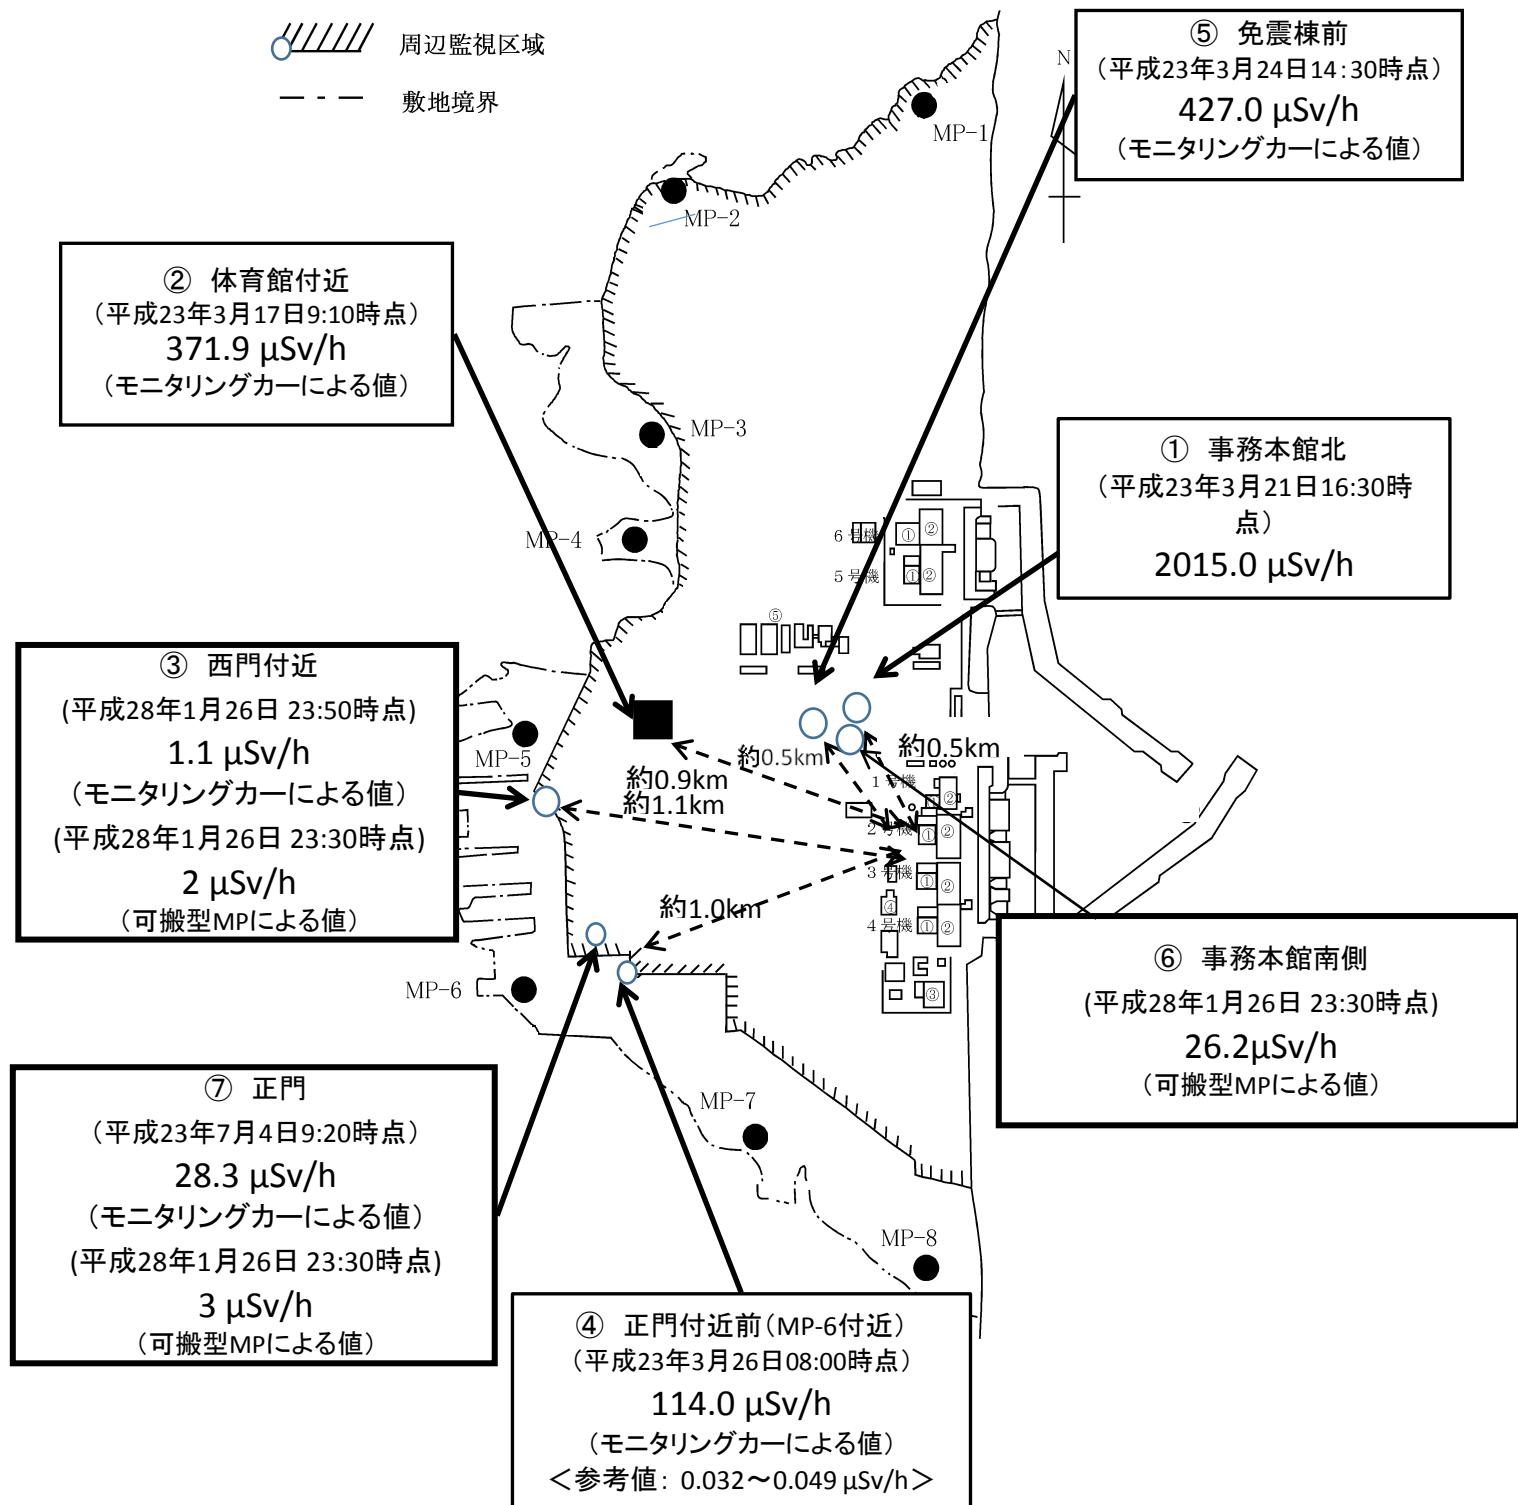 周辺監視区域
敷地境界
⑤ 免震棟前
（平成23年3月24日14:30時点）
427.0 μSv/h
（モニタリングカーによる値）
N
MP-1
MP-2
② 体育館付近
（平成23年3月17日9:10時点）
371.9 μSv/h
（モニタリングカーによる値）
MP-3
① 事務本館北
（平成23年3月21日16:30時
点）
2015.0 μSv/h
MP-4
6号機
①
②
5号機
①
②
⑤
③ 西門付近
(平成28年1月26日 23:50時点)
1.1 μSv/h
（モニタリングカーによる値）
(平成28年1月26日 23:30時点)
2 μSv/h
（可搬型MPによる値）
MP-5
約0.5km
約0.5km
約0.9km
約1.1km
1号機
①
②
2号機
①
②
3号機
①
②
④
4号機
①
②
約1.0km
③
MP-6
⑥ 事務本館南側
(平成28年1月26日 23:30時点)
26.2μSv/h
（可搬型MPによる値）
⑦ 正門
（平成23年7月4日9:20時点）
28.3 μSv/h
（モニタリングカーによる値）
(平成28年1月26日 23:30時点)
3 μSv/h
（可搬型MPによる値）
MP-7
MP-8
④ 正門付近前（MP-6付近）
（平成23年3月26日08:00時点）
114.0 μSv/h
（モニタリングカーによる値）
＜参考値： 0.032～0.049 μSv/h＞